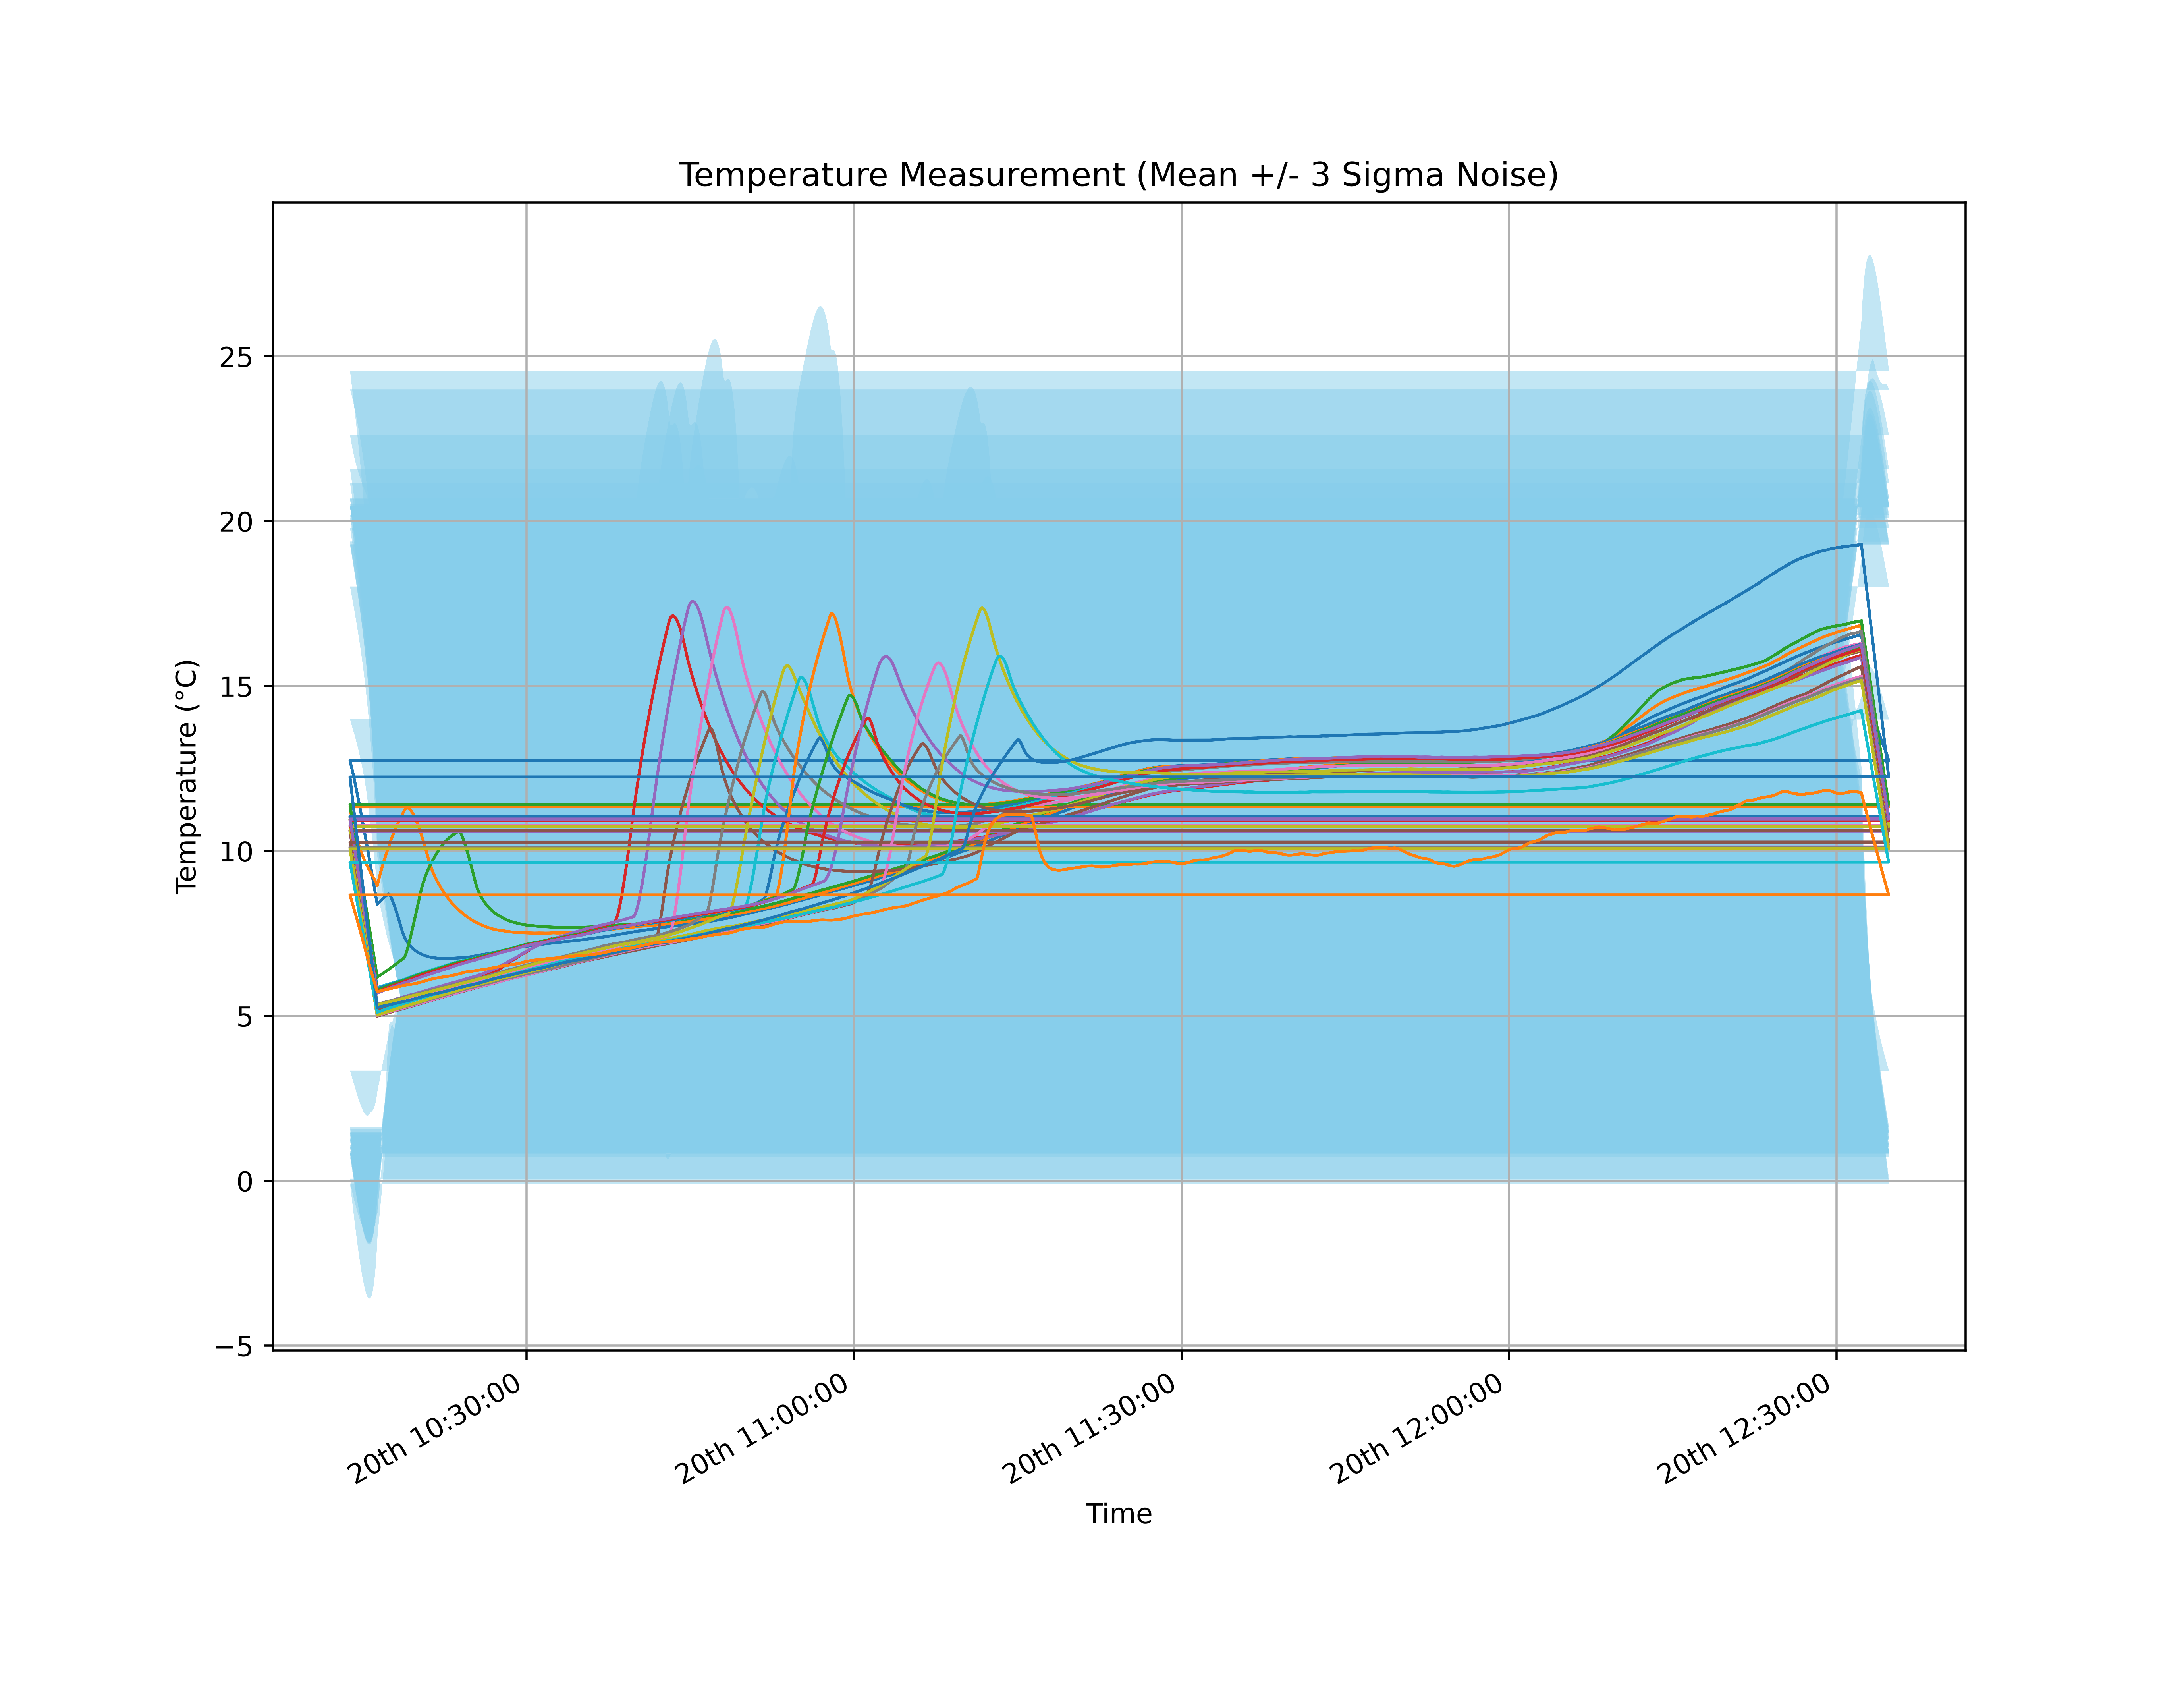 Temperature Measurement (Mean +/- 3 Sigma Noise)
Temperature (°C)
25
20
15
10
5
0
−5
20th 10:30:00
20th 11:00:00
20th 11:30:00
20th 12:00:00
20th 12:30:00
Time